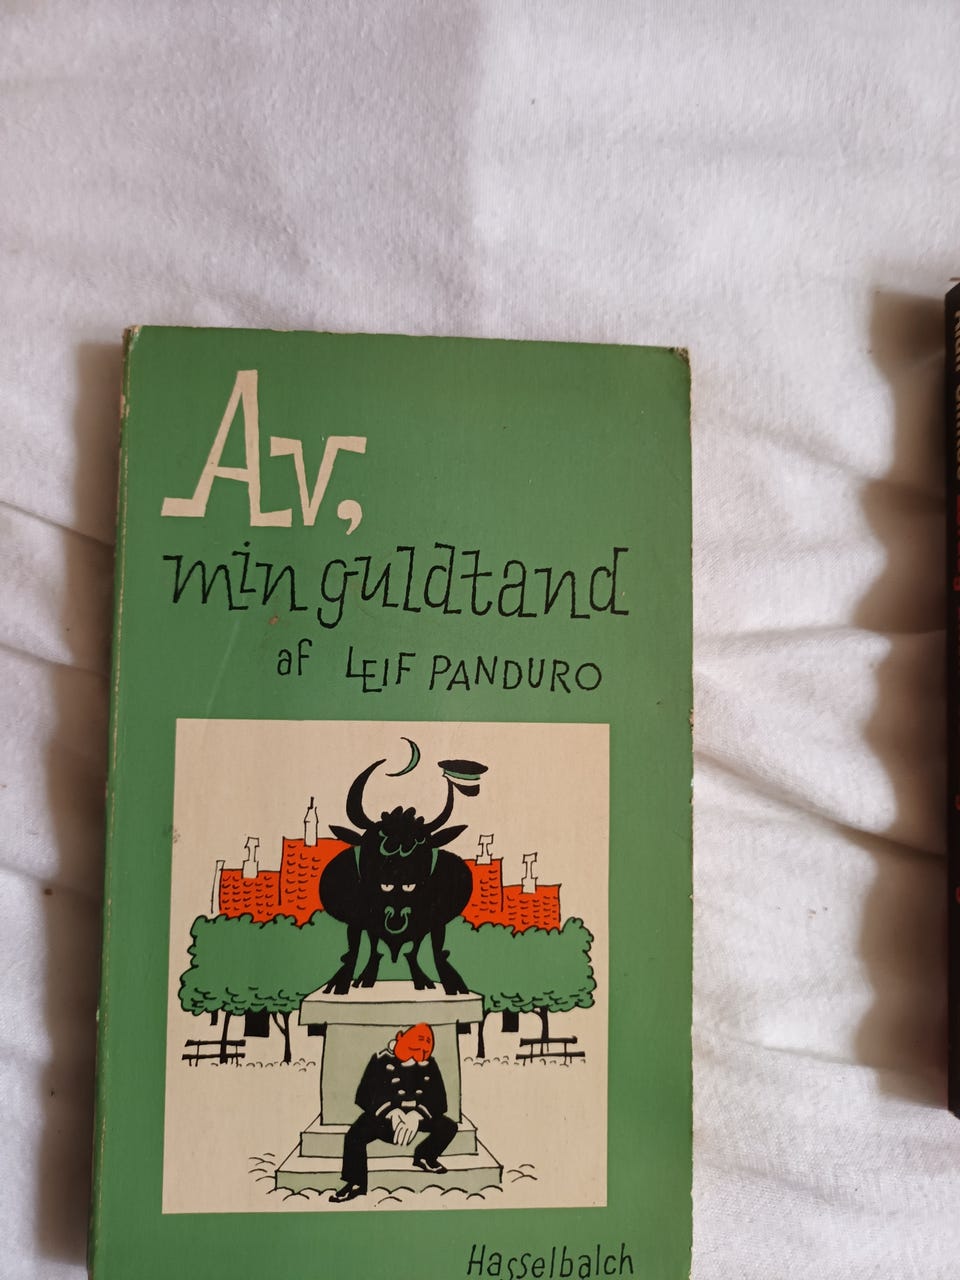 Av,
min guldtand
af LEIF PANDURO
Hasselbalch